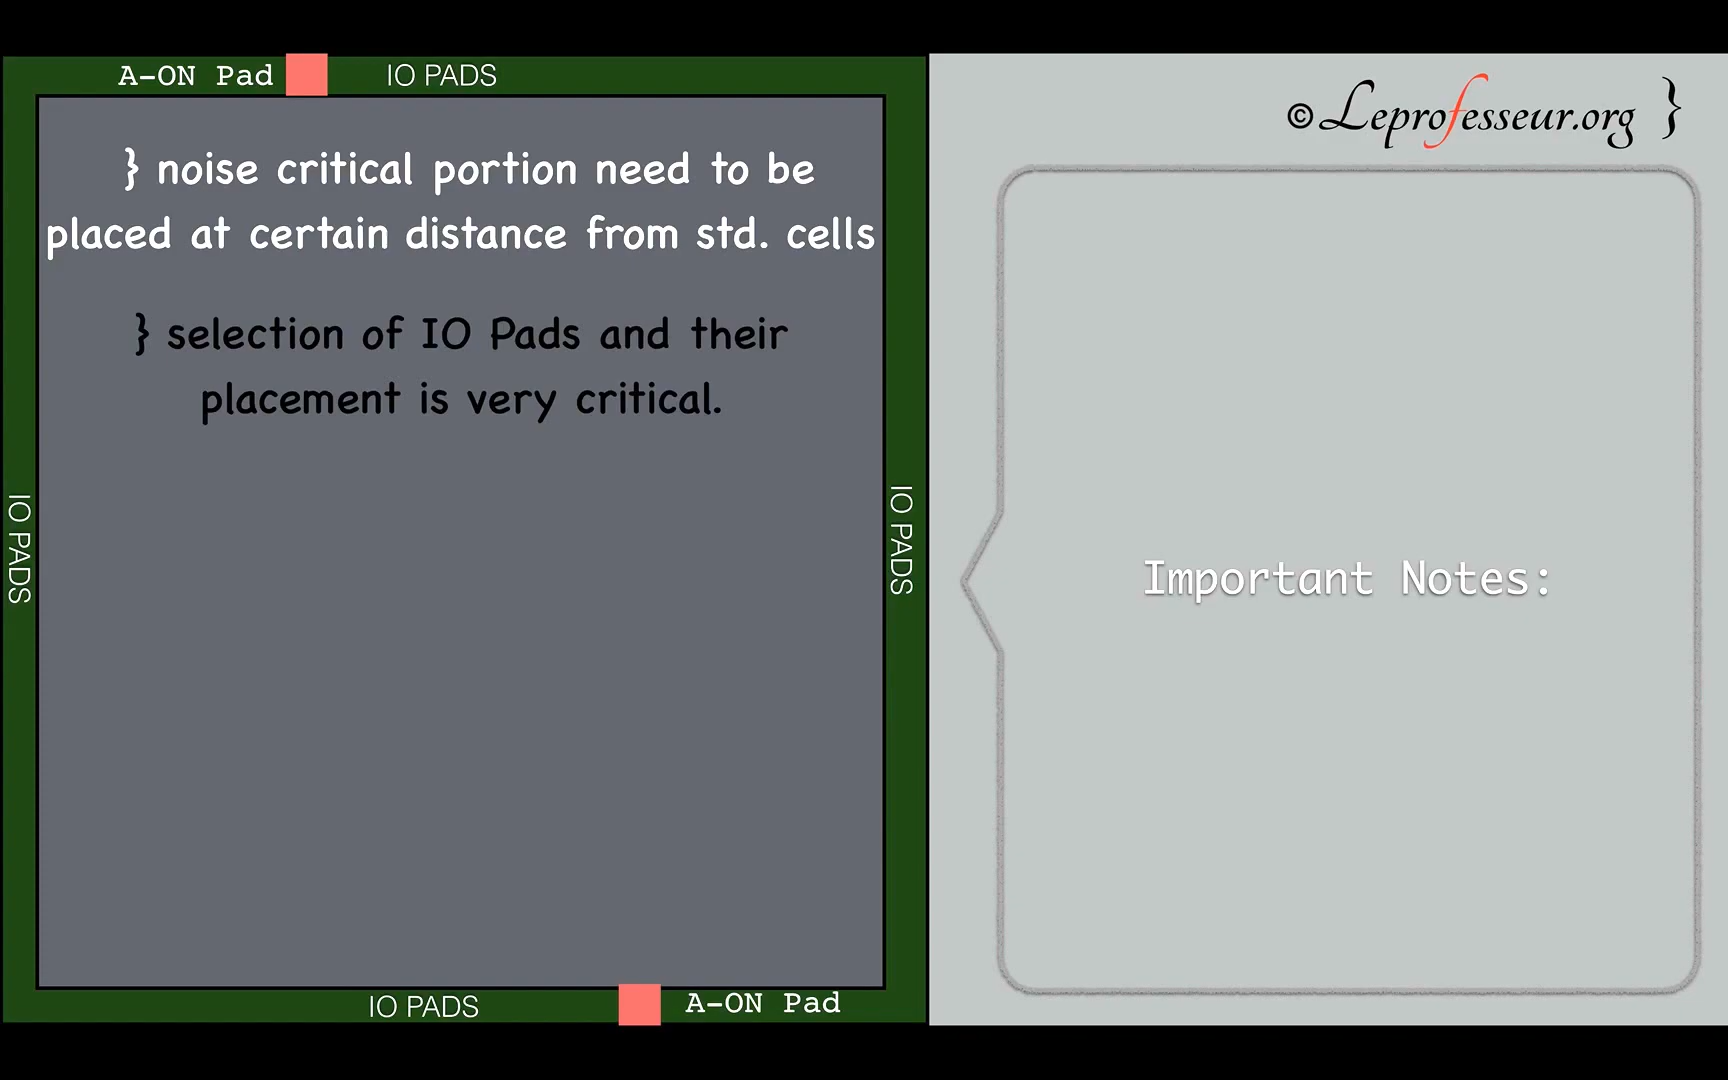 A-ON Pad
IO PADS
} noise critical portion need to be
placed at certain distance from std. cells
} selection of IO Pads and their
placement is very critical.
IO PADS
IO PADS
IO PADS
A-ON Pad
©Leprofesseur.org }
Important Notes: